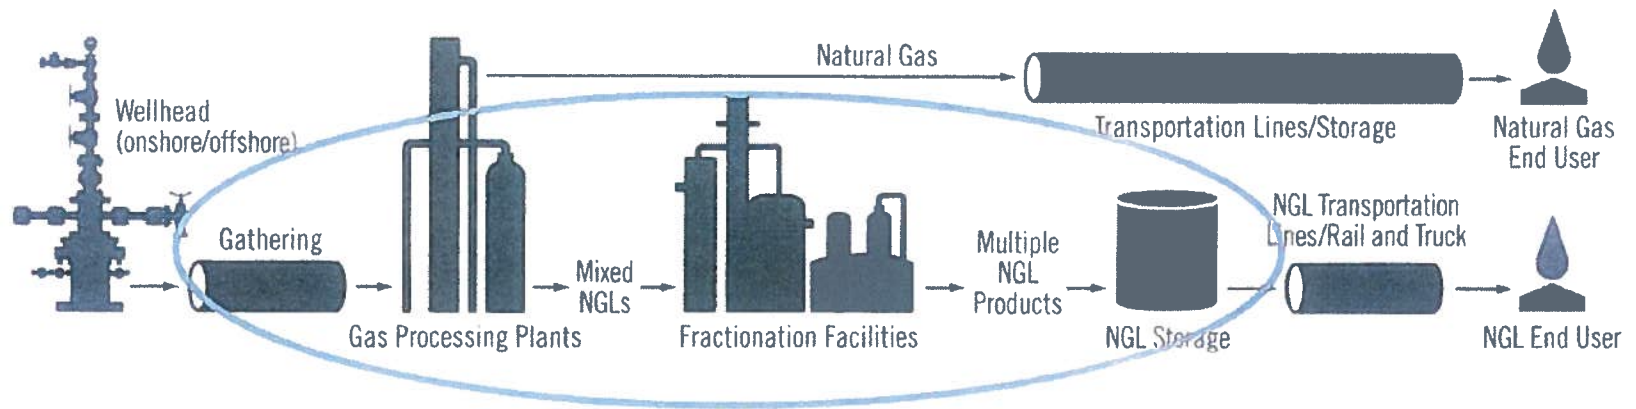 Natural Gas
Wellhead
(onshore/offshore)
Transportation Lines/Storage
Natural Gas
End User
Gathering
Mixed
NGLs
Multiple
NGL
Products
NGL Transportation
Lines/Rail and Truck
Gas Processing Plants
Fractionation Facilities
NGL Storage
NGL End User